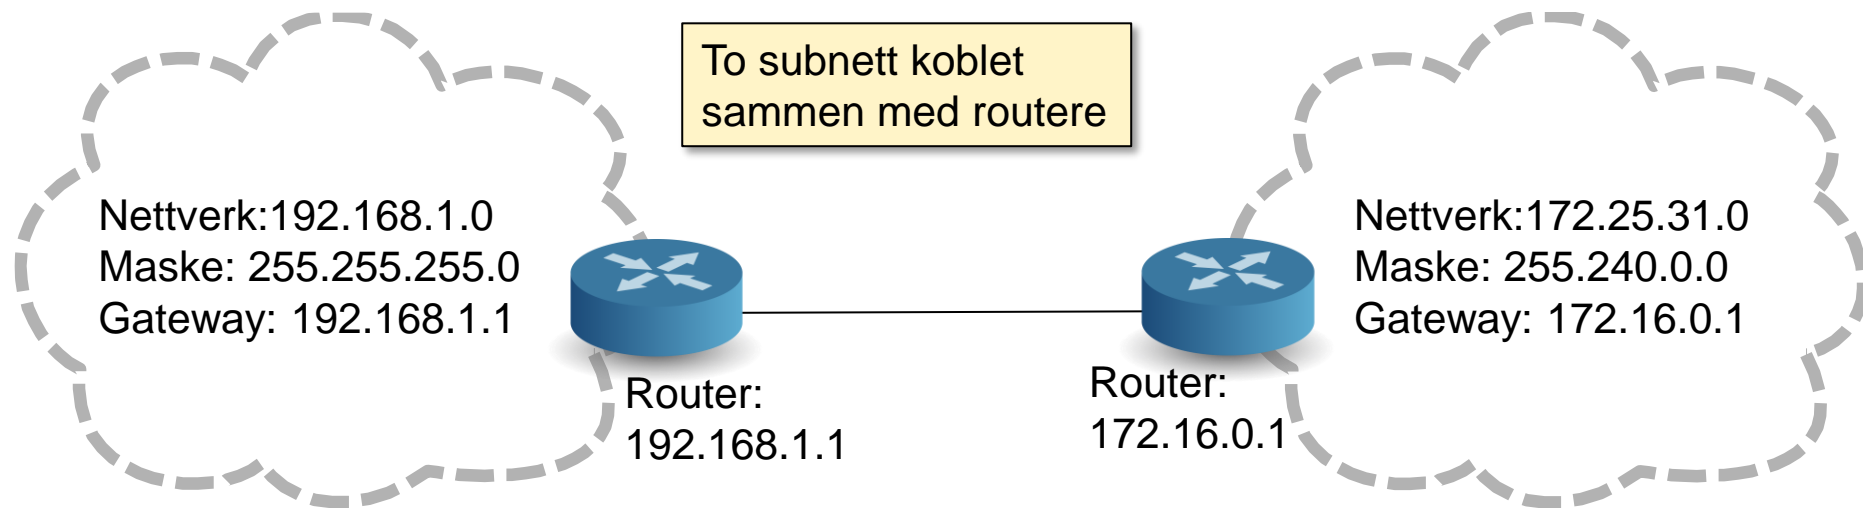 To subnett koblet
sammen med routere
Nettverk:192.168.1.0
Maske: 255.255.255.0
Gateway: 192.168.1.1
Router:
192.168.1.1
Router:
172.16.0.1
Nettverk:172.25.31.0
Maske: 255.240.0.0
Gateway: 172.16.0.1